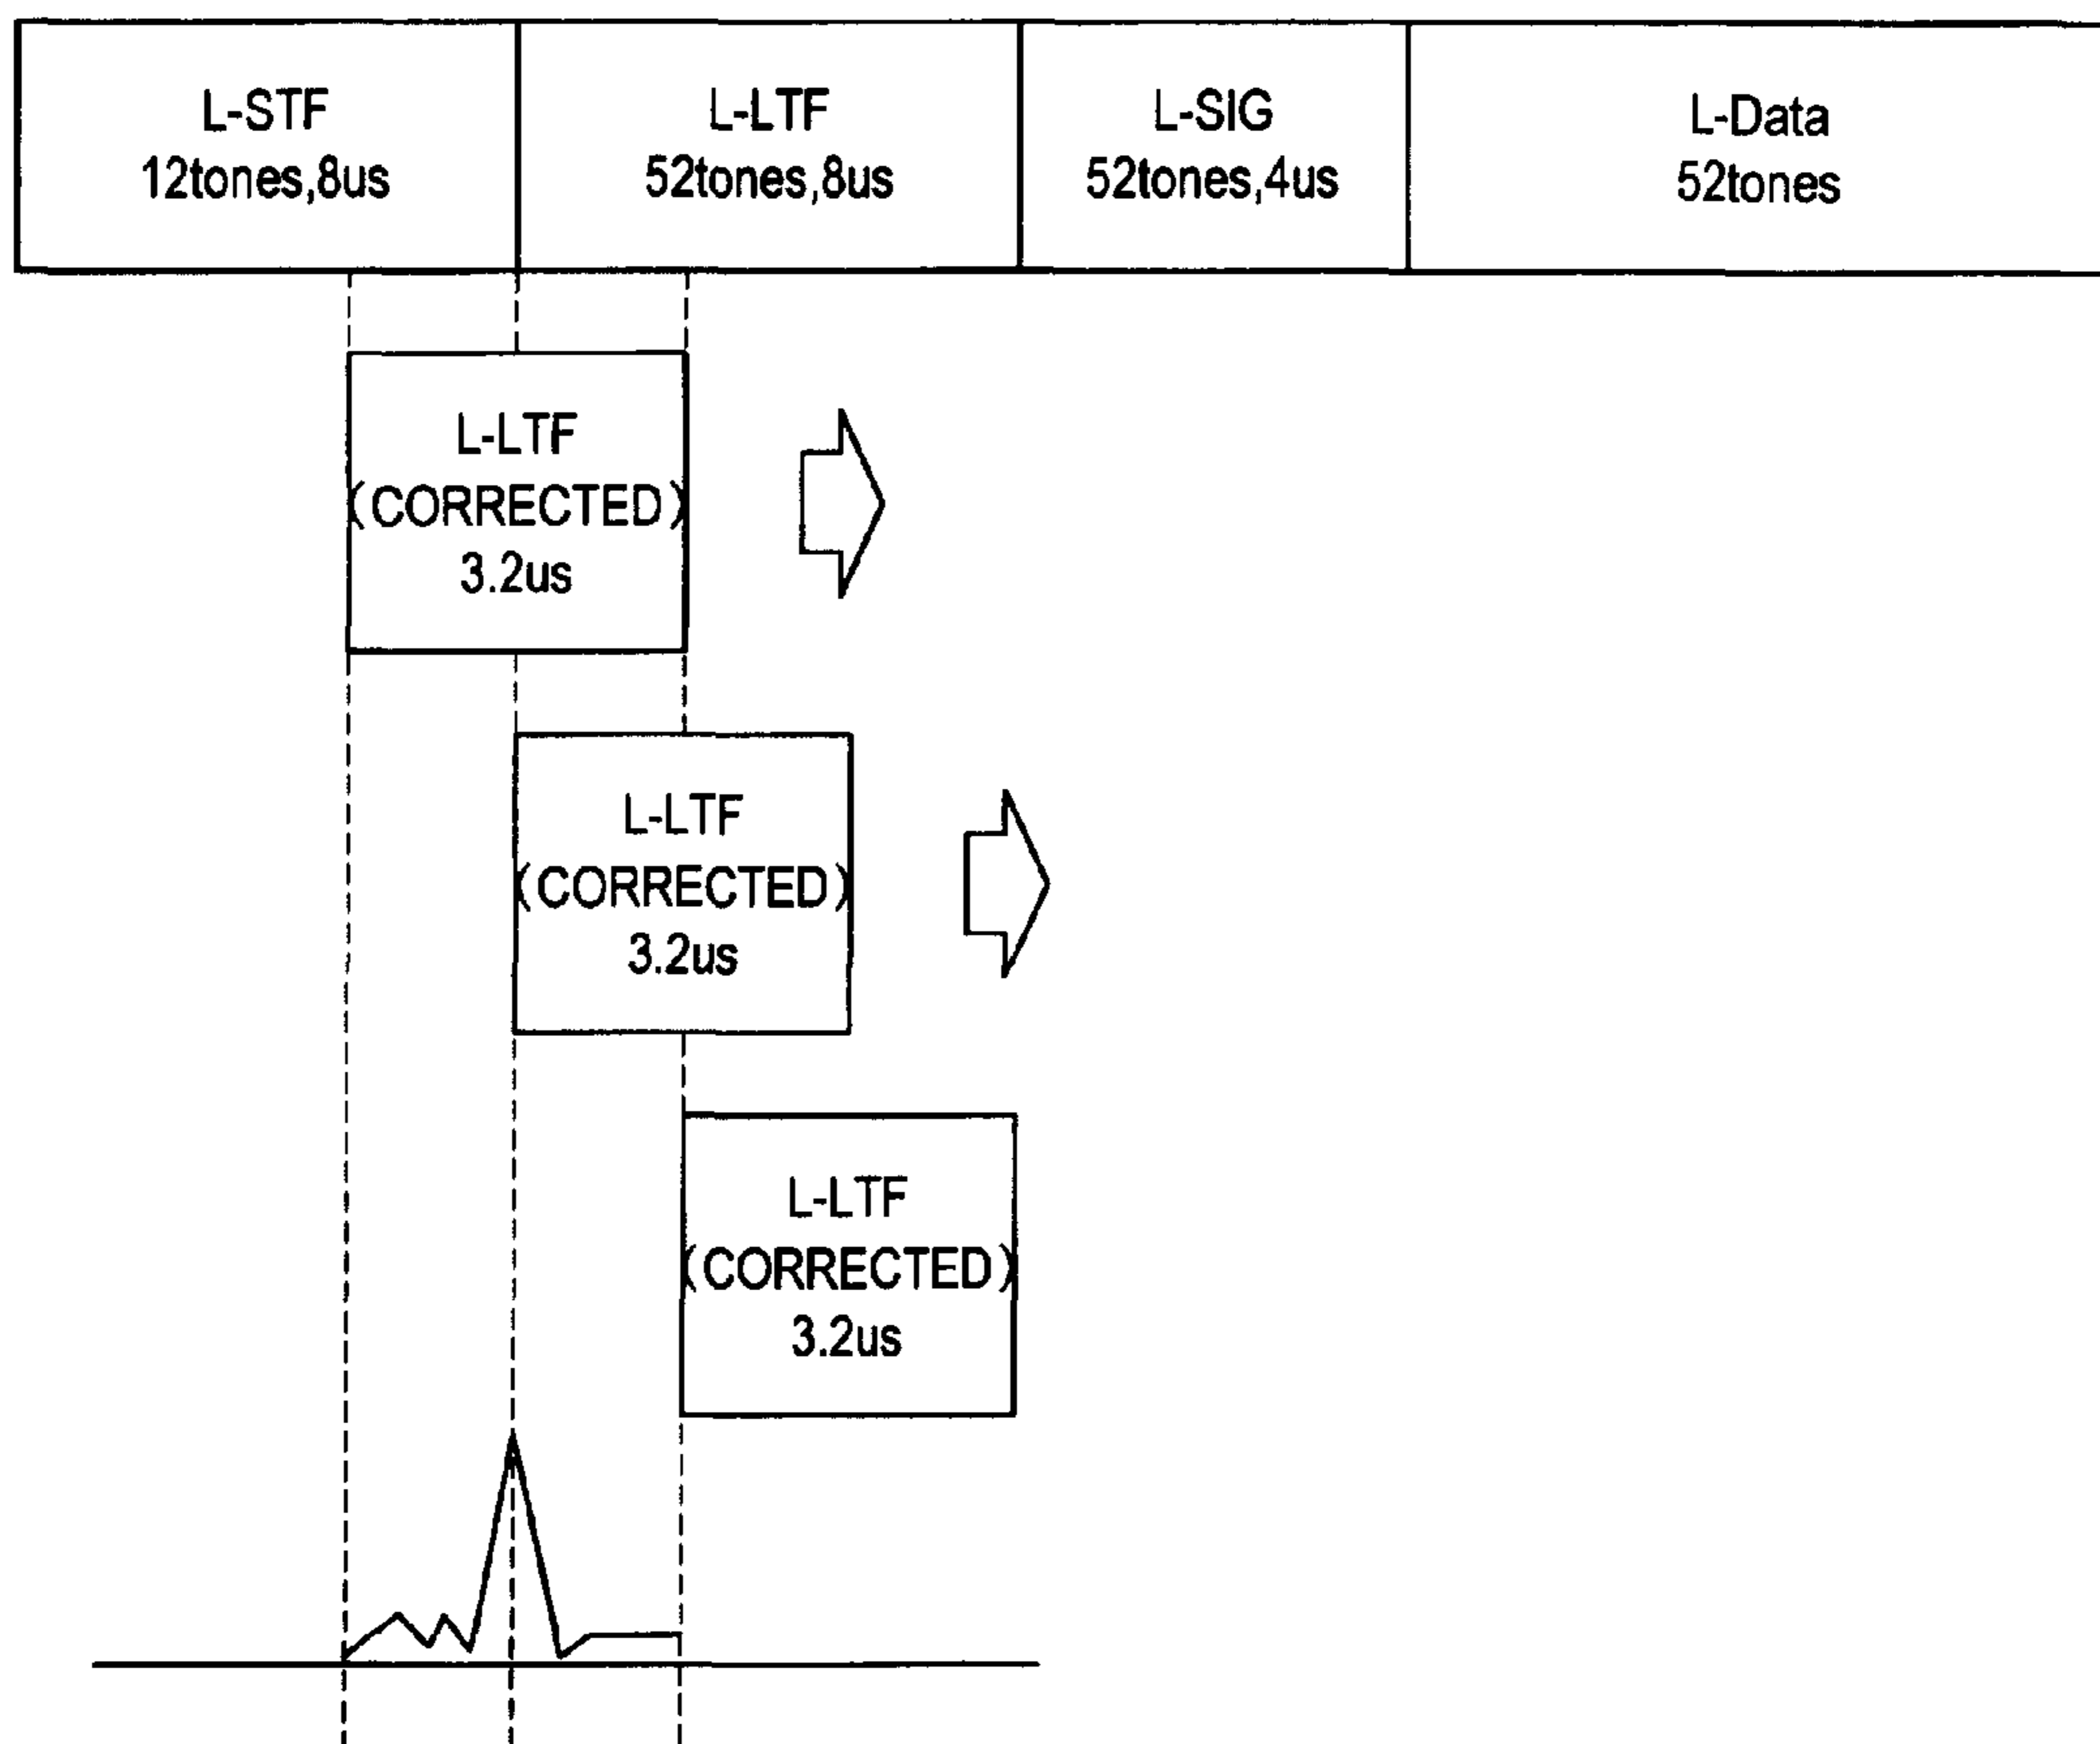 L-STF
12tones,8us
L-LTF
52tones,8us
L-SIG
52tones,4us
L-Data
52tones
L-LTF
(CORRECTED)
3.2us
L-LTF
(CORRECTED)
3.2us
L-LTF
(CORRECTED)
3.2us